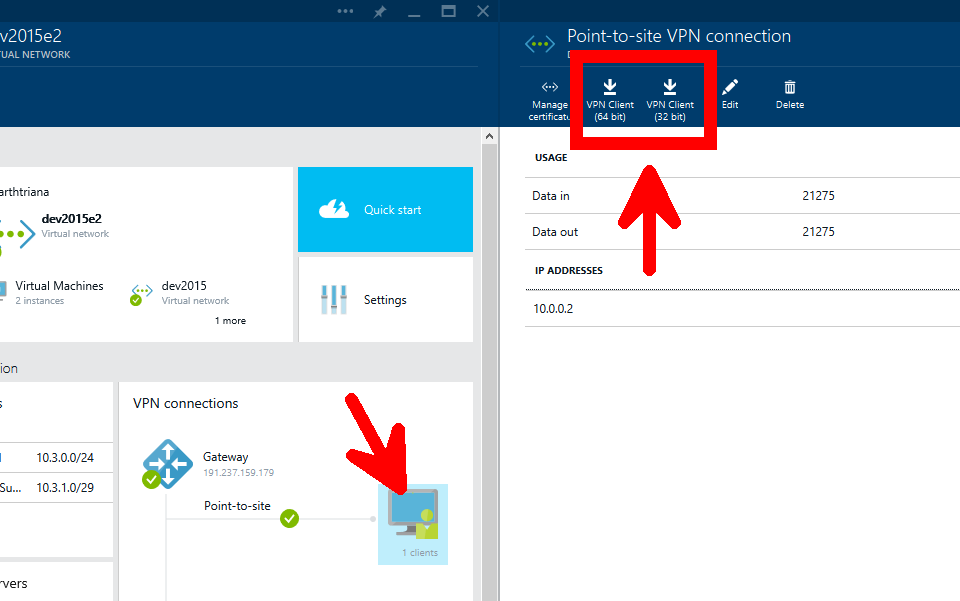 v2015e2
UAL NETWORK
arthtriana
dev2015e2
Virtual network
Virtual Machines
2 instances
dev2015
Virtual network
1 more
Quick start
Settings
ion
s
10.3.0.0/24
Su... 10.3.1.0/29
rvers
VPN connections
Gateway
191.237.159.179
Point-to-site
1 clients
Point-to-site VPN connection
Manage
certificat
VPN Client
(64 bit)
VPN Client
(32 bit)
Edit
Delete
USAGE
Data in 21275
Data out 21275
IP ADDRESSES
10.0.0.2